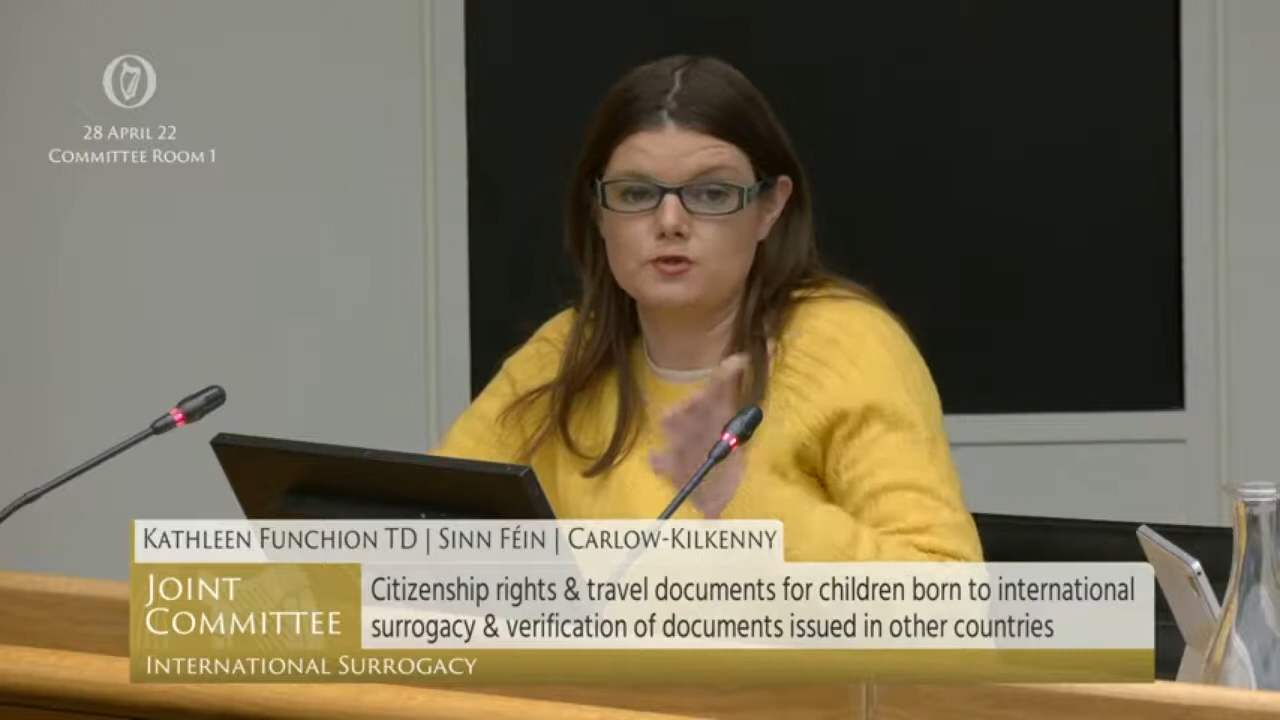 28 April 22
Committee Room 1
Kathleen Funchion TD | Sinn Féin | Carlow-Kilkenny
Joint
Committee
Citizenship rights & travel documents for children born to international
surrogacy & verification of documents issued in other countries
International Surrogacy